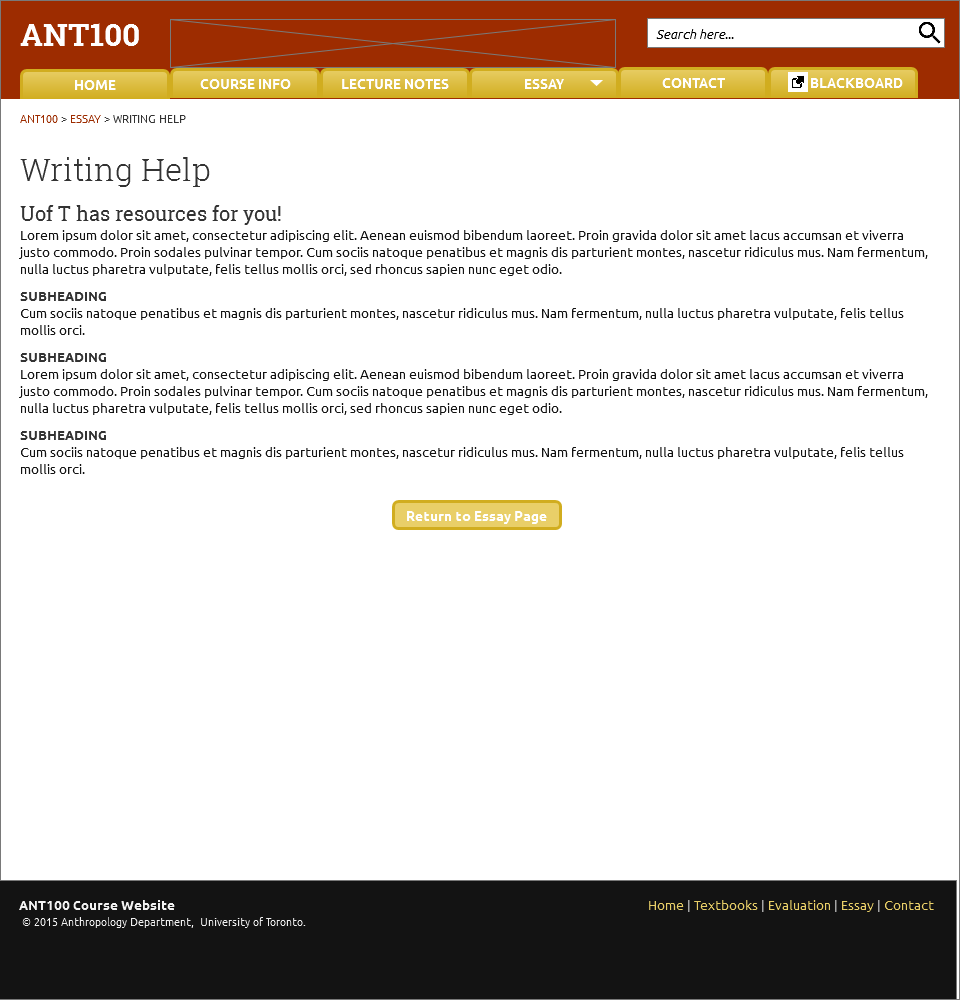 ANT100
Search here...
HOME
COURSE INFO
LECTURE NOTES
ESSAY
CONTACT
BLACKBOARD
ANT100 > ESSAY > WRITING HELP
Writing Help
Uof T has resources for you!
Lorem ipsum dolor sit amet, consectetur adipiscing elit. Aenean euismod bibendum laoreet. Proin gravida dolor sit amet lacus accumsan et viverra
justo commodo. Proin sodales pulvinar tempor. Cum sociis natoque penatibus et magnis dis parturient montes, nascetur ridiculus mus. Nam fermentum,
nulla luctus pharetra vulputate, felis tellus mollis orci, sed rhoncus sapien nunc eget odio.
SUBHEADING
Cum sociis natoque penatibus et magnis dis parturient montes, nascetur ridiculus mus. Nam fermentum, nulla luctus pharetra vulputate, felis tellus
mollis orci.
SUBHEADING
Lorem ipsum dolor sit amet, consectetur adipiscing elit. Aenean euismod bibendum laoreet. Proin gravida dolor sit amet lacus accumsan et viverra
justo commodo. Proin sodales pulvinar tempor. Cum sociis natoque penatibus et magnis dis parturient montes, nascetur ridiculus mus. Nam fermentum,
nulla luctus pharetra vulputate, felis tellus mollis orci, sed rhoncus sapien nunc eget odio.
SUBHEADING
Cum sociis natoque penatibus et magnis dis parturient montes, nascetur ridiculus mus. Nam fermentum, nulla luctus pharetra vulputate, felis tellus
mollis orci.
Return to Essay Page
ANT100 Course Website
© 2015 Anthropology Department, University of Toronto.
Home | Textbooks | Evaluation | Essay | Contact